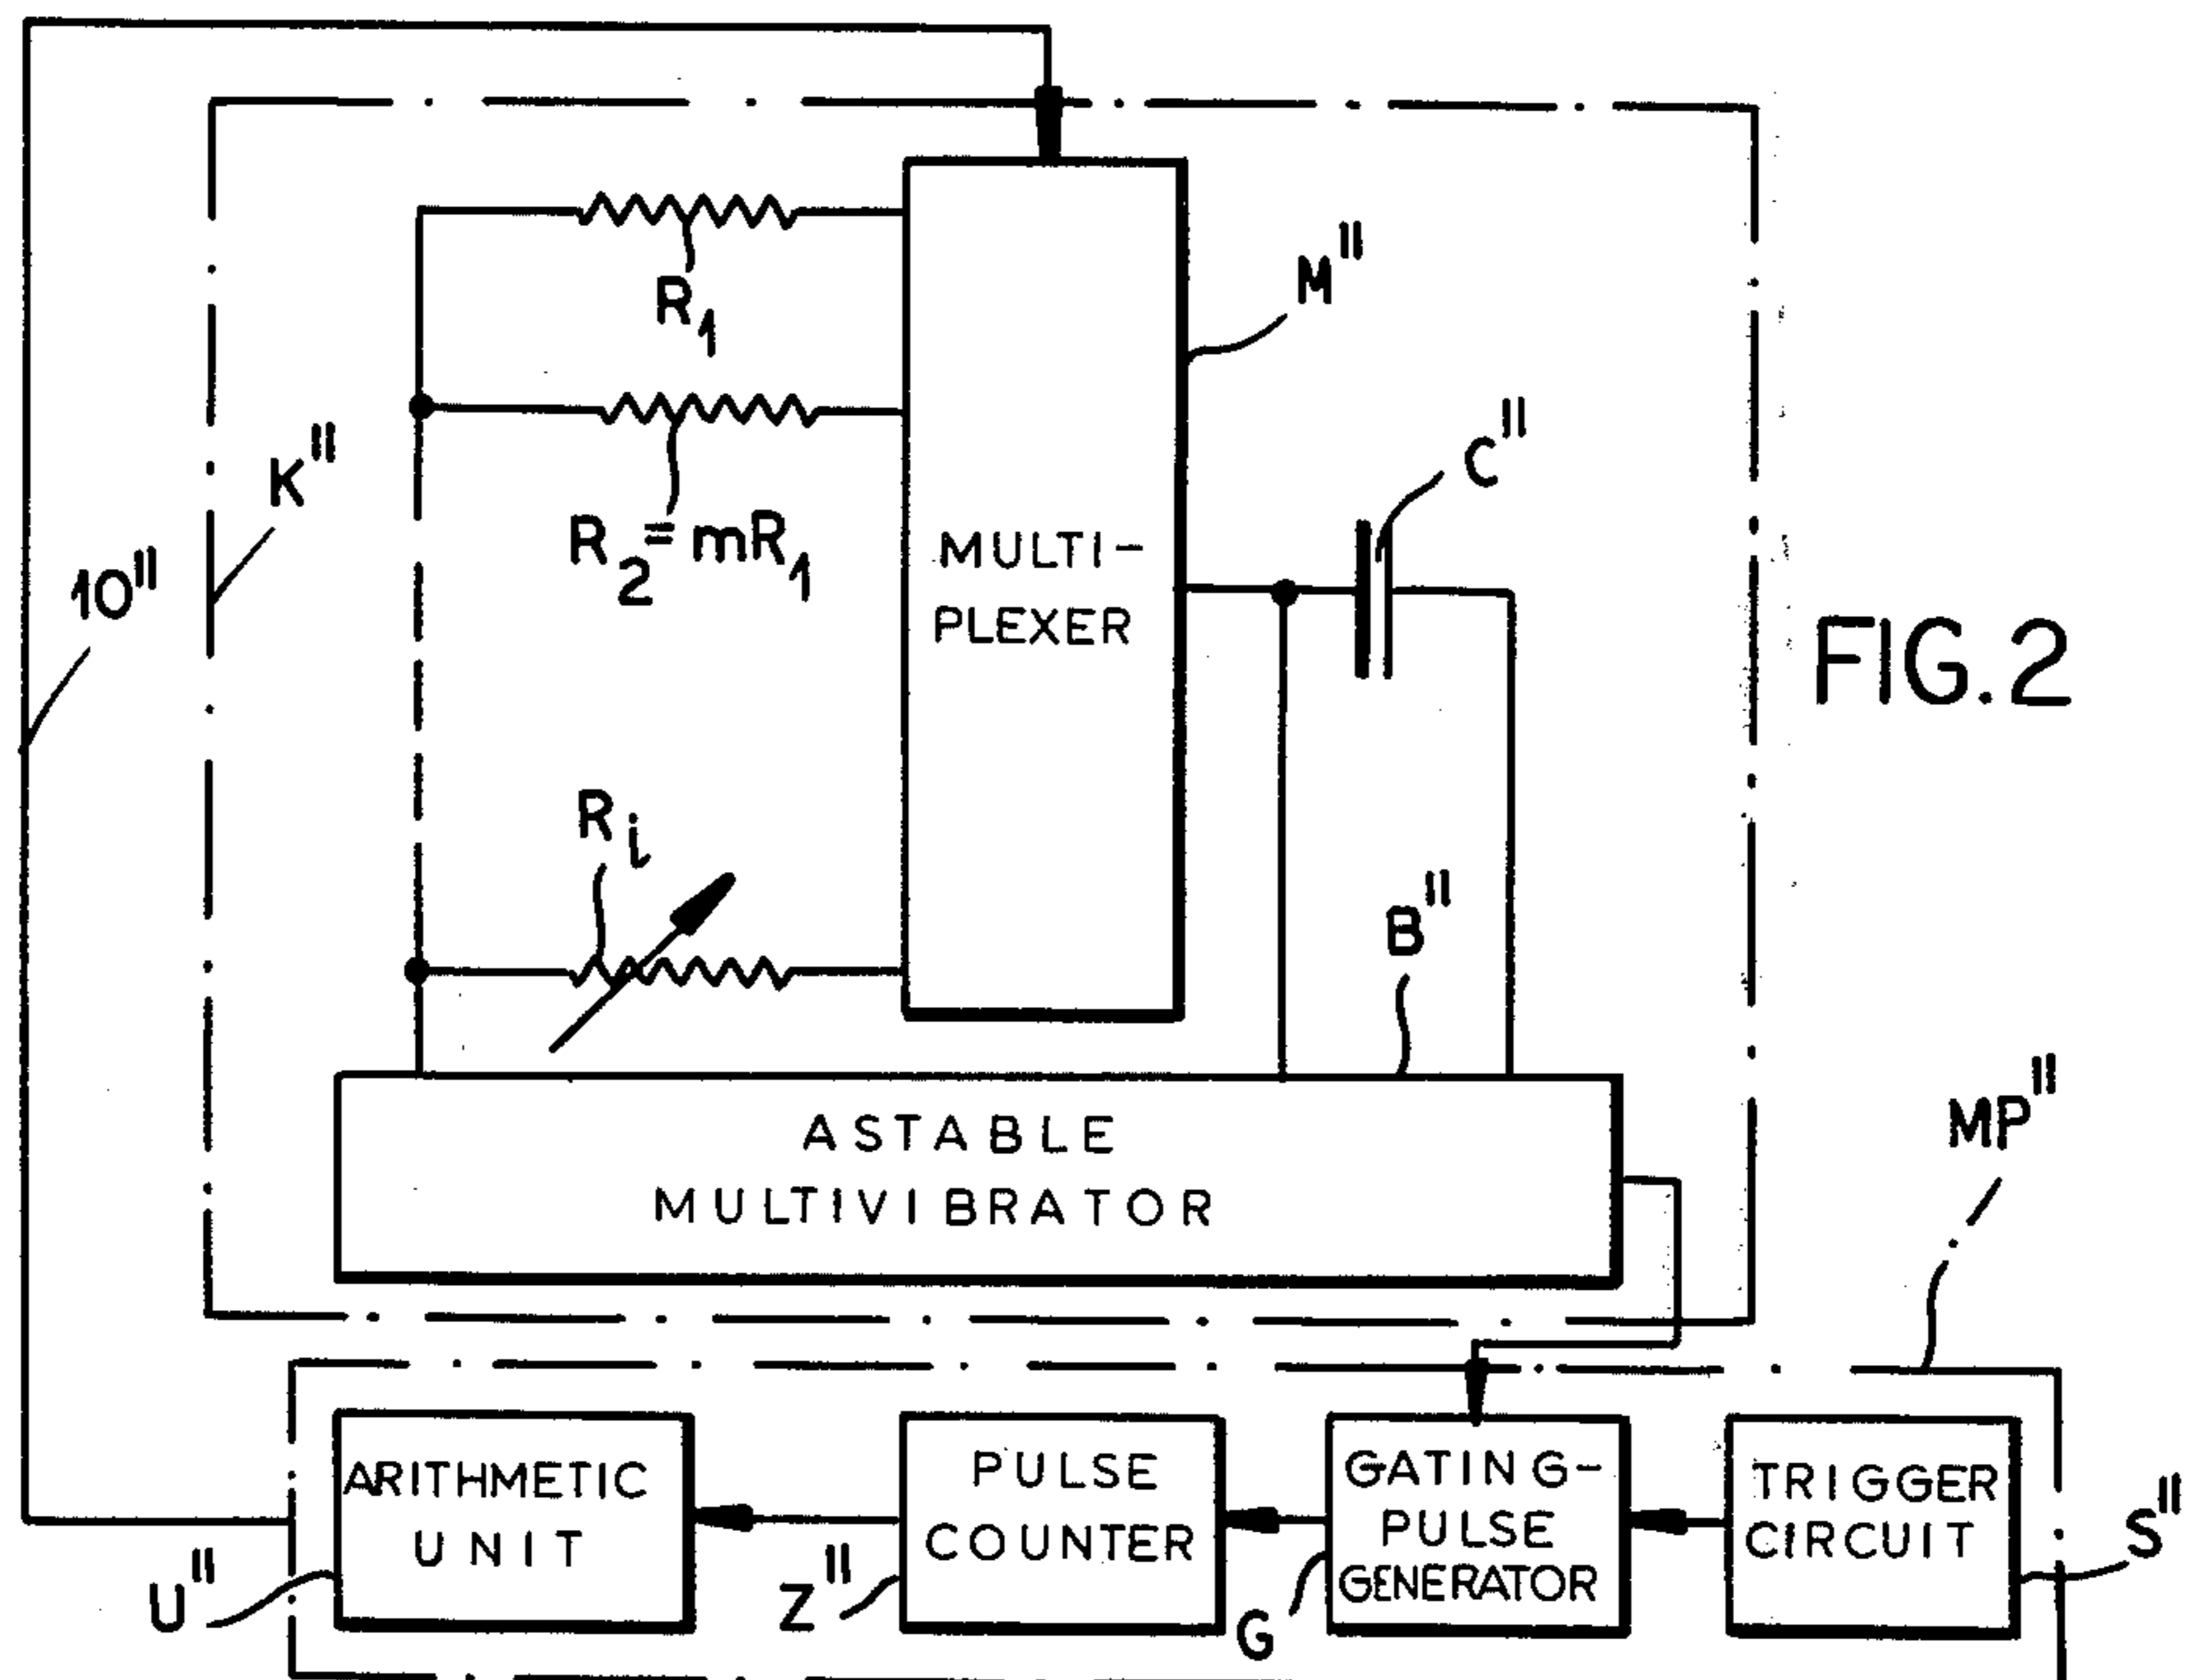 R1
M"
R2=mR1
K"
C"
10"
MULTI-
PLEXER
FIG.2
Ri
B"
ASTABLE
MULTIVIBRATOR
MP"
ARITHMETIC
UNIT
PULSE
COUNTER
GATING-
PULSE
GENERATOR
TRIGGER
CIRCUIT
U"
Z"
G
S"